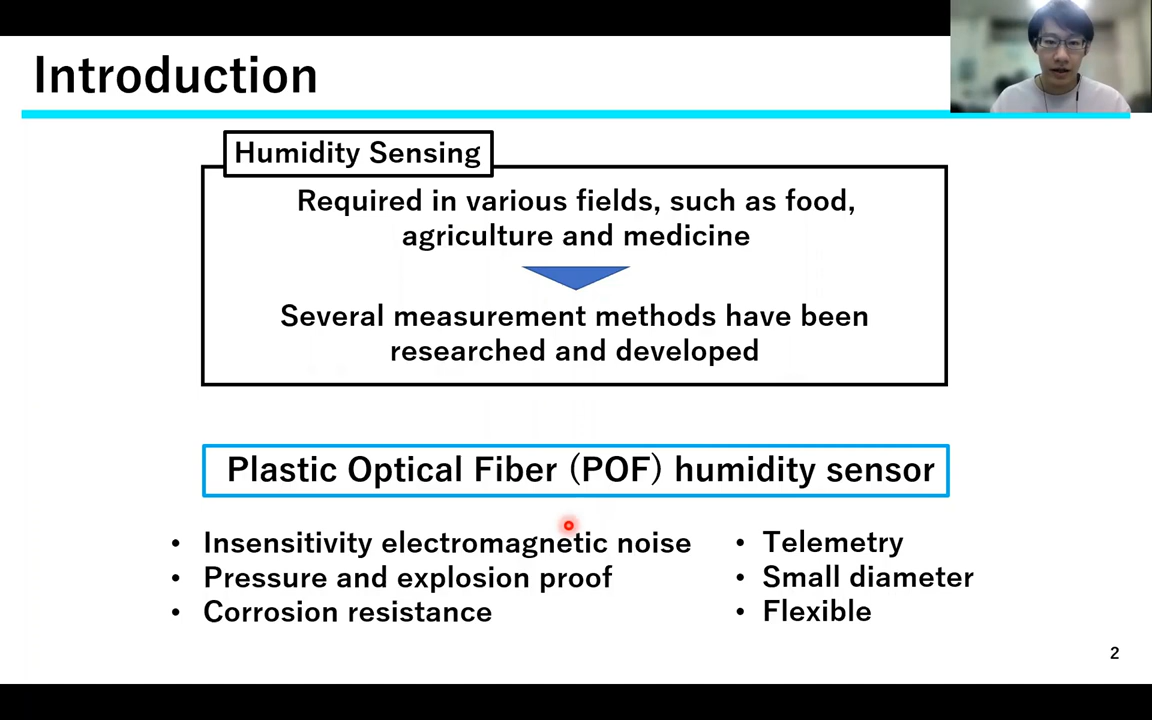 Introduction
Humidity Sensing
Required in various fields, such as food,
agriculture and medicine
Several measurement methods have been
researched and developed
Plastic Optical Fiber (POF) humidity sensor
• Insensitivity electromagnetic noise
• Pressure and explosion proof
• Corrosion resistance
• Telemetry
• Small diameter
• Flexible
2